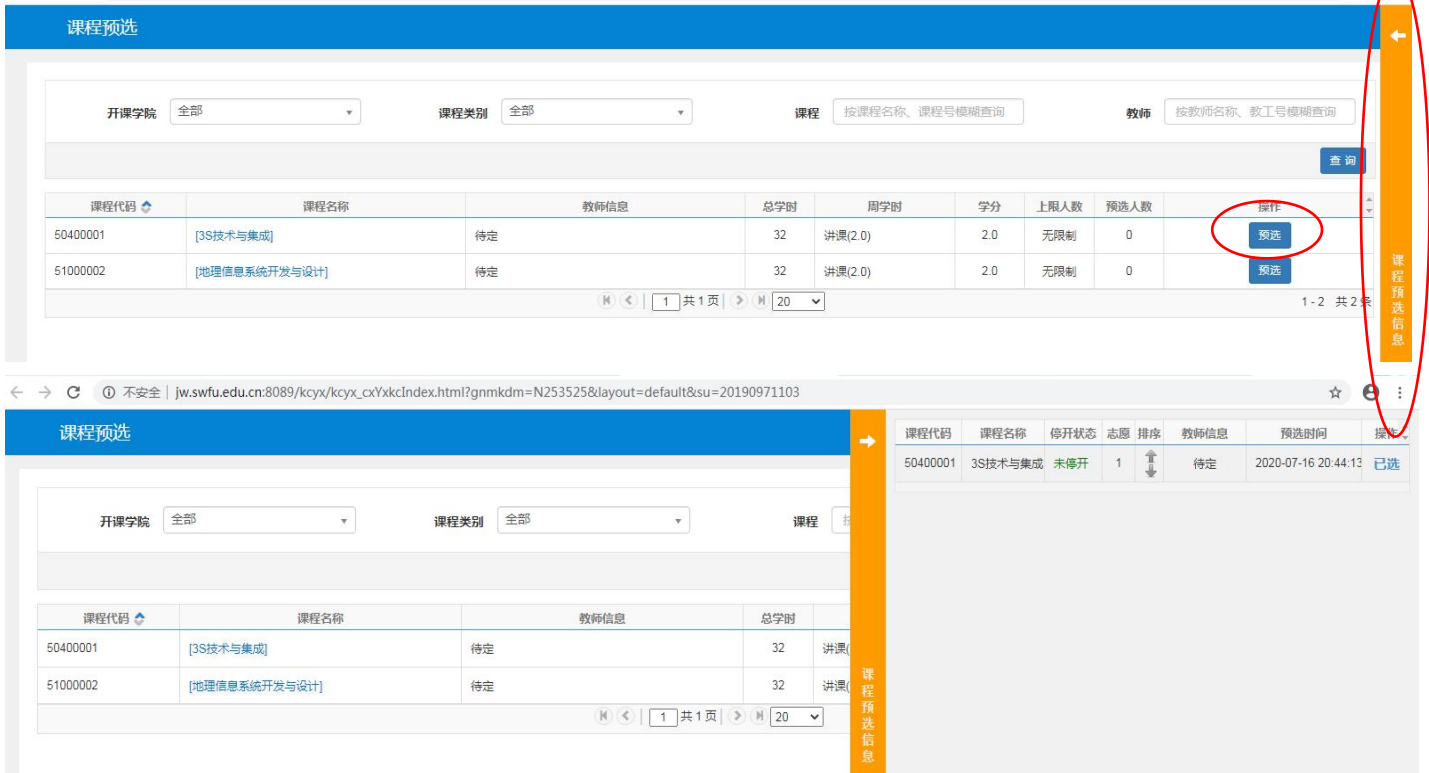 课程预选
开课学院 全部 课程类别 全部 课程 按课程名称、课程号模糊查询 教师 按教师名称、教工号模糊查询
查 询
课程代码 课程名称 教师信息 总学时 周学时 学分 上限人数 预选人数 操作
50400001 [3S技术与集成] 待定 32 讲课(2.0) 2.0 无限制 0 预选
51000002 [地理信息系统开发与设计] 待定 32 讲课(2.0) 2.0 无限制 0 预选
1 共1页 20 1 - 2 共2条
课程预选信息
不安全 jw.swfu.edu.cn:8089/kcyx/kcyx_cxYxkcIndex.html?gnmkdm=N253525&layout=default&su=20190971103
课程预选
开课学院 全部 课程类别 全部 课程
课程代码 课程名称 教师信息 总学时
50400001 [3S技术与集成] 待定 32 讲课(
51000002 [地理信息系统开发与设计] 待定 32 讲课(
1 共1页 20
课程预选信息
课程代码 课程名称 停开状态 志愿 排序 教师信息 预选时间 操作
50400001 3S技术与集成 未停开 1 待定 2020-07-16 20:44:13 已选